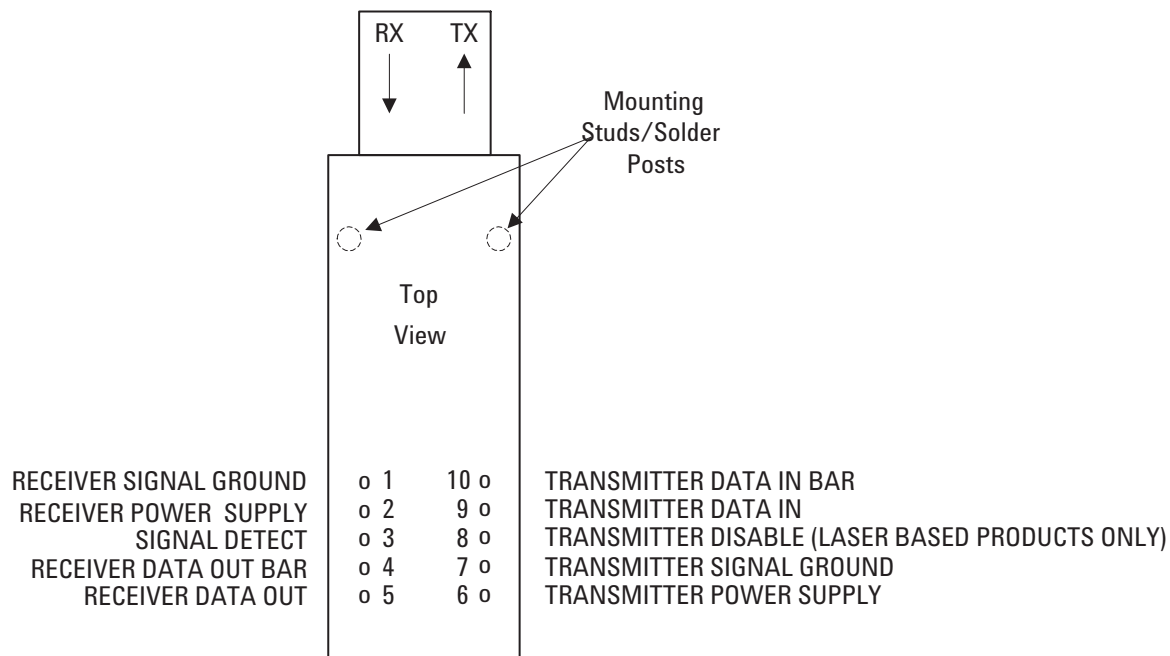 RX TX
Mounting
Studs/Solder
Posts
Top
View
RECEIVER SIGNAL GROUND o 1 10 o TRANSMITTER DATA IN BAR
RECEIVER POWER SUPPLY o 2 9 o TRANSMITTER DATA IN
SIGNAL DETECT o 3 8 o TRANSMITTER DISABLE (LASER BASED PRODUCTS ONLY)
RECEIVER DATA OUT BAR o 4 7 o TRANSMITTER SIGNAL GROUND
RECEIVER DATA OUT o 5 6 o TRANSMITTER POWER SUPPLY